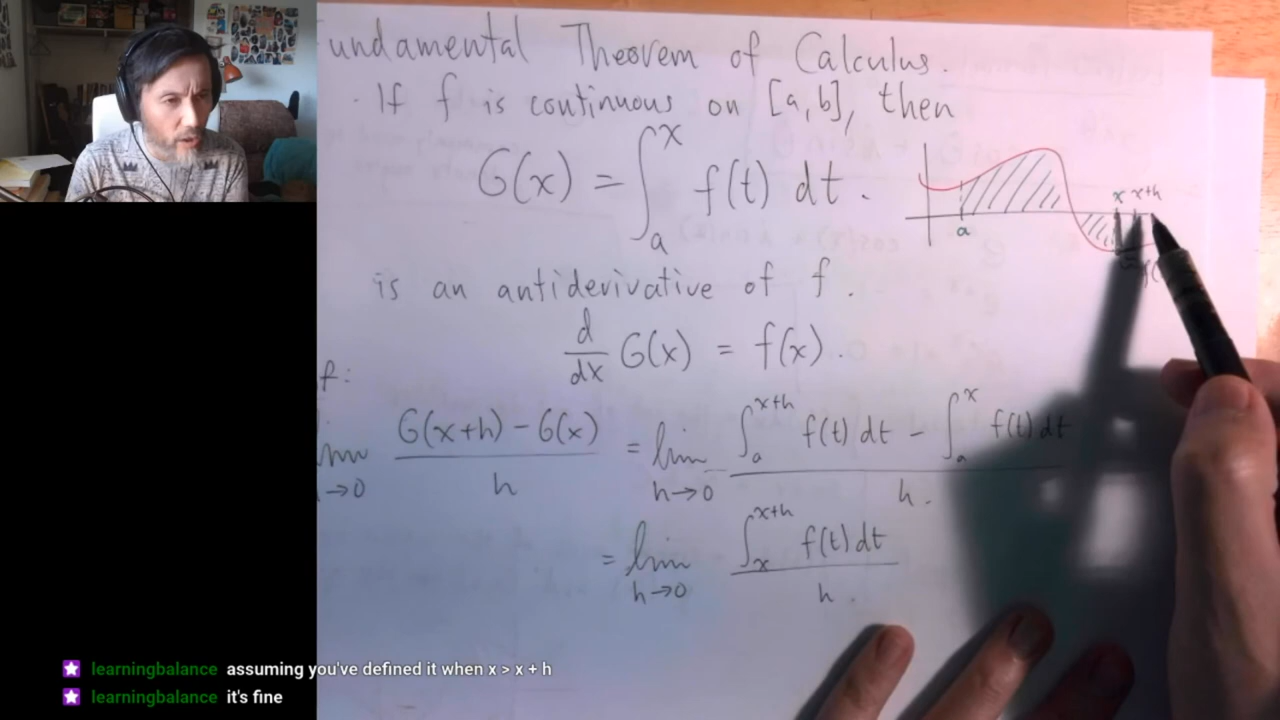 undamental Theorem of Calculus.
· If f is continuous on [a, b], then
G(x) = ∫_a^x f(t) dt.
x x+h
a
is an antiderivative of f.
d/dx G(x) = f(x).
f:
lim h→0 (G(x+h) - G(x))/h = lim h→0 (∫_a^{x+h} f(t) dt - ∫_a^x f(t) dt)/h.
= lim h→0 (∫_x^{x+h} f(t) dt)/h.
learningbalance assuming you've defined it when x > x + h
learningbalance it's fine